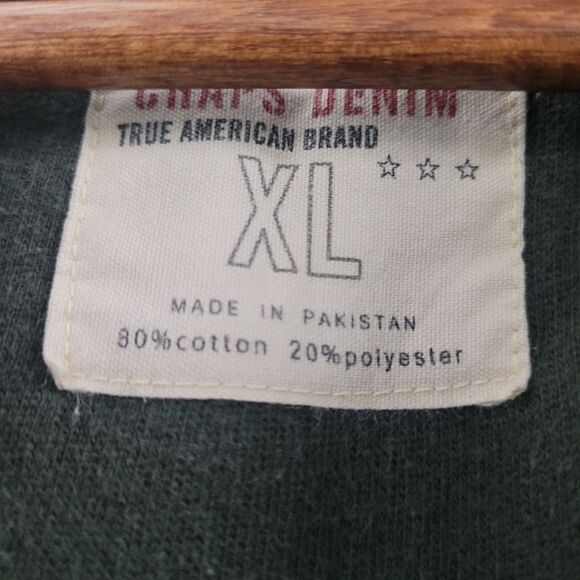 CHAPS DENIM
TRUE AMERICAN BRAND
XL
MADE IN PAKISTAN
80%cotton 20%polyester